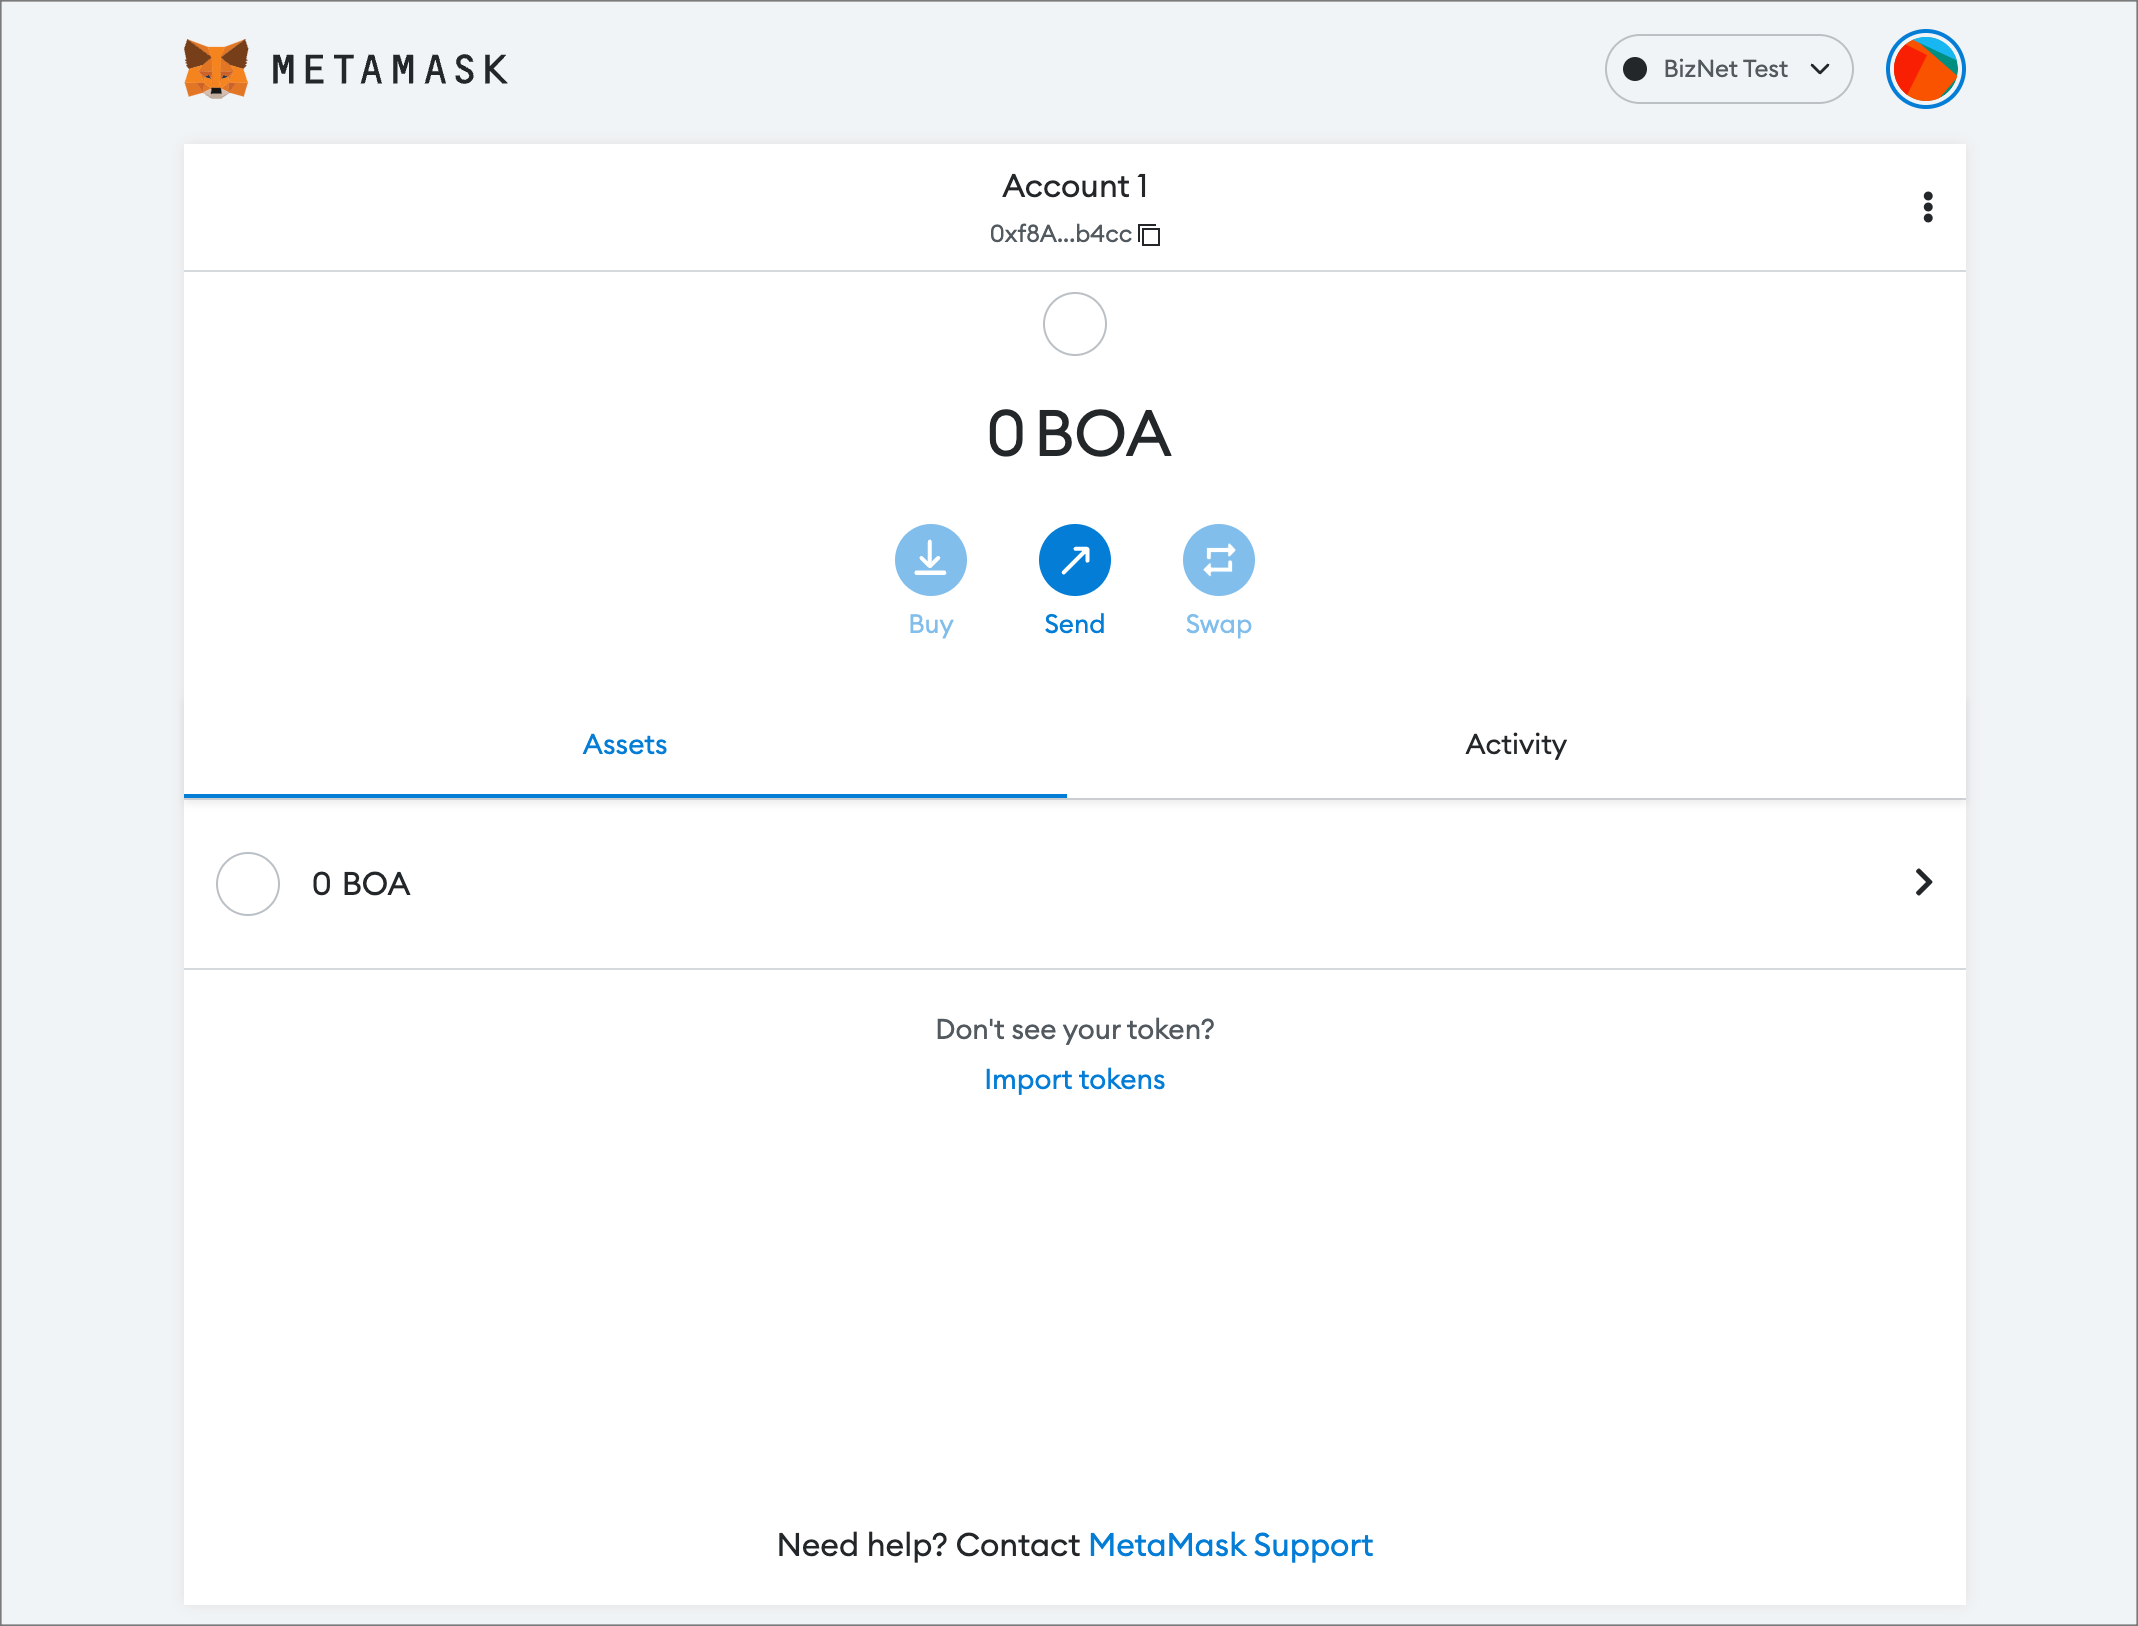 METAMASK
BizNet Test
Account 1
0xf8A...b4cc
0 BOA
Buy
Send
Swap
Assets
Activity
0 BOA
Don't see your token?
Import tokens
Need help? Contact MetaMask Support